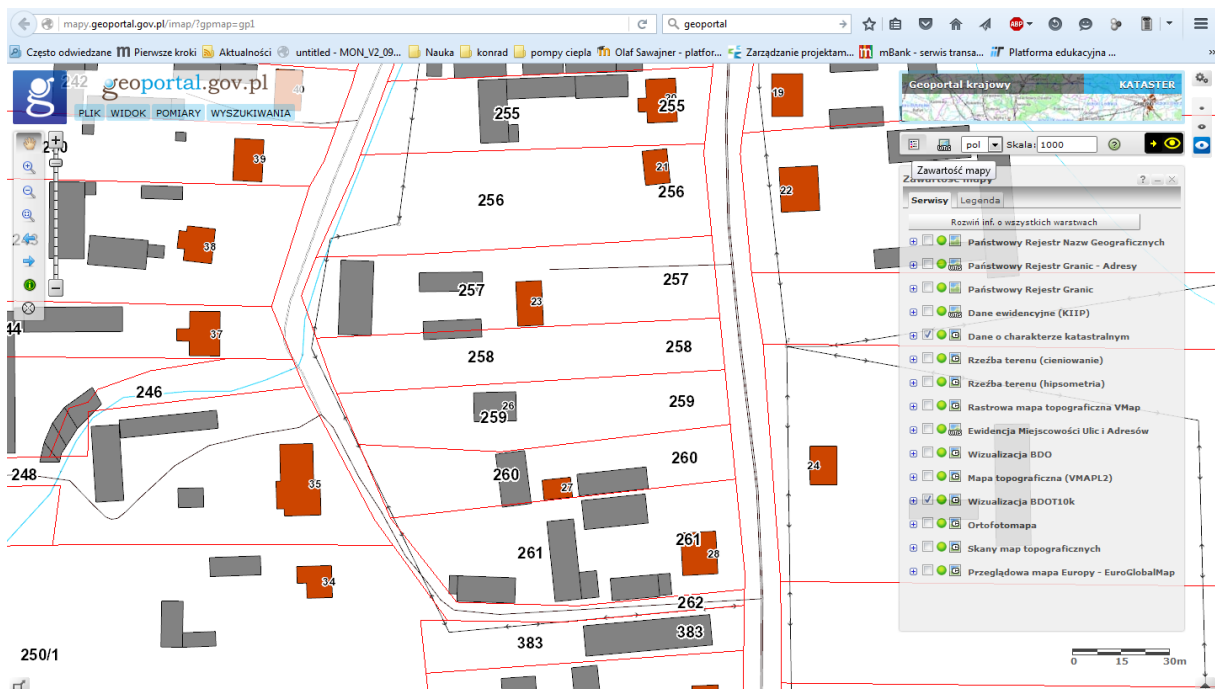 mapy.geoportal.gov.pl/imap/?gpmap=gp1
geoportal
ABP
Często odwiedzane
Pierwsze kroki
Aktualności
untitled - MON_V2_09...
Nauka
konrad
pompy ciepla
Olaf Sawajner - platfor...
Zarządzanie projektam...
mBank - serwis transa...
Platforma edukacyjna ...
»
g
geoportal.gov.pl
PLIK WIDOK POMIARY WYSZUKIWANIA
Geoportal krajowy
KATASTER
pol
Skala: 1000
Zawartość mapy
Zawartość mapy
Serwisy
Legenda
Rozwiń inf. o wszystkich warstwach
Państwowy Rejestr Nazw Geograficznych
Państwowy Rejestr Granic - Adresy
Państwowy Rejestr Granic
Dane ewidencyjne (KIIP)
Dane o charakterze katastralnym
Rzeźba terenu (cieniowanie)
Rzeźba terenu (hipsometria)
Rastrowa mapa topograficzna VMap
Ewidencja Miejscowości Ulic i Adresów
Wizualizacja BDO
Mapa topograficzna (VMAPL2)
Wizualizacja BDOT10k
Ortofotomapa
Skany map topograficznych
Przeglądowa mapa Europy - EuroGlobalMap
242
40
255
20
255
19
39
21
256
256
22
243
38
257
257
23
44
37
258
258
246
259
26
259
248
35
260
27
260
24
261
261
28
34
262
383
383
250/1
0 15 30m